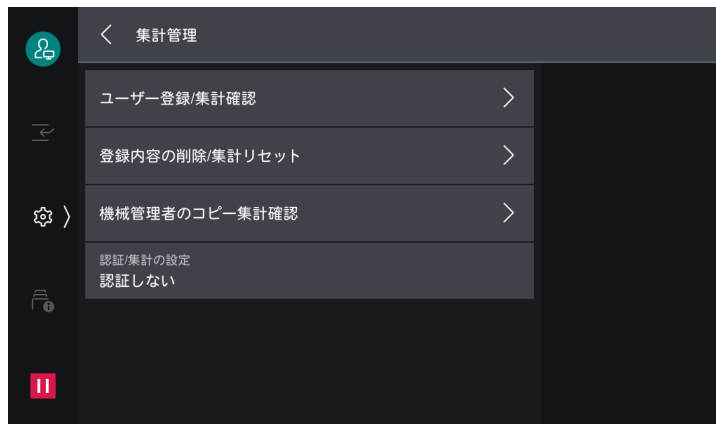 集計管理
ユーザー登録/集計確認
登録内容の削除/集計リセット
機械管理者のコピー集計確認
認証/集計の設定
認証しない